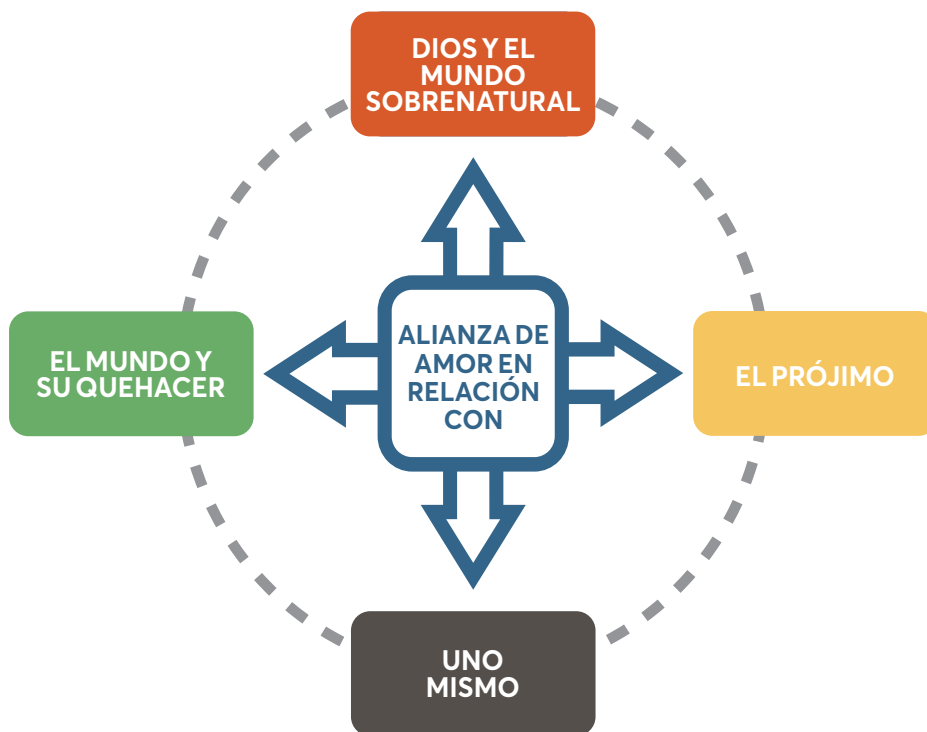 DIOS Y EL
MUNDO
SOBRENATURAL
EL MUNDO Y
SU QUEHACER
ALIANZA DE
AMOR EN
RELACIÓN
CON
EL PRÓJIMO
UNO
MISMO